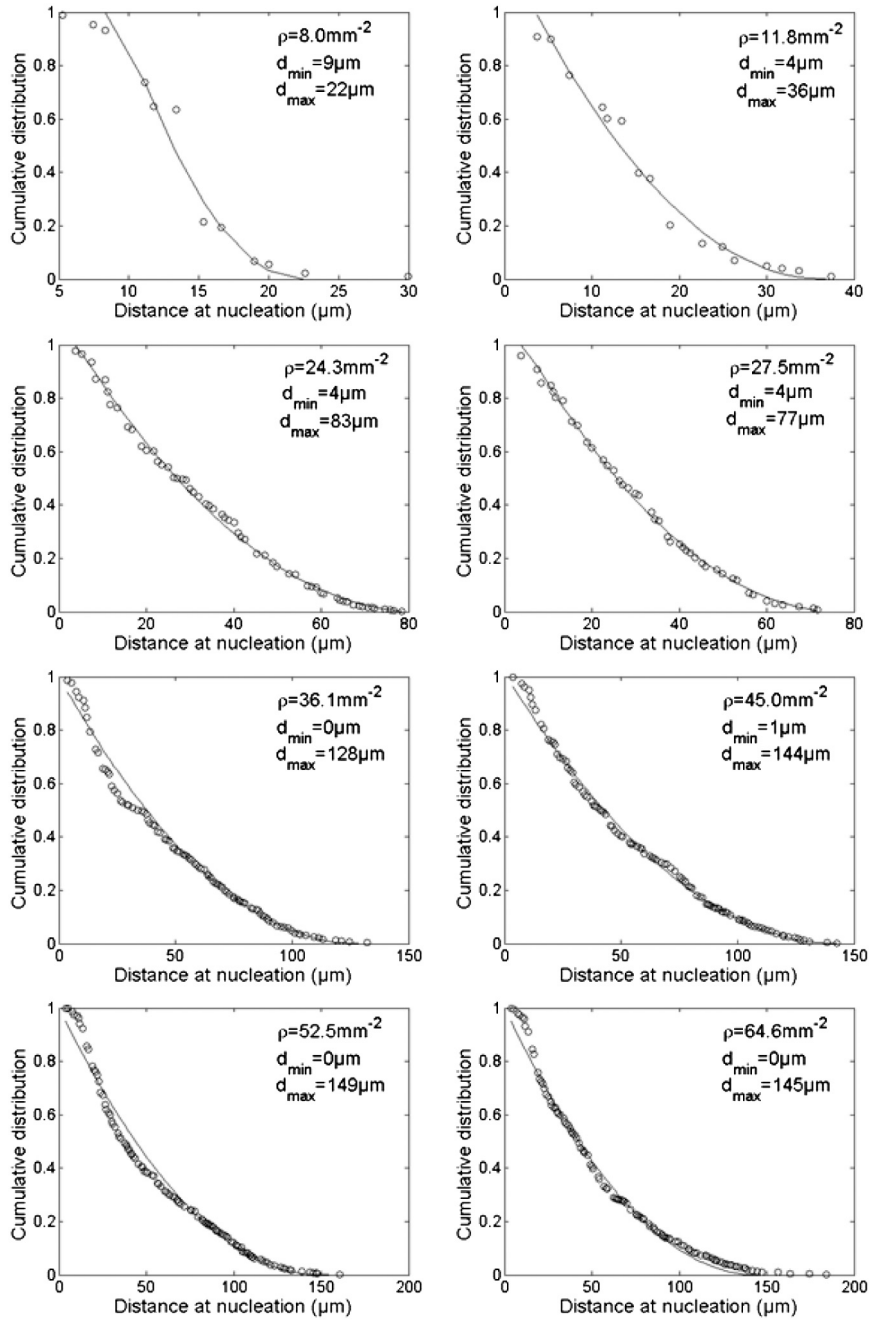 ρ=8.0mm-2
dmin=9µm
dmax=22µm
Cumulative distribution
1
0.8
0.6
0.4
0.2
0
5 10 15 20 25 30
Distance at nucleation (µm)
ρ=11.8mm-2
dmin=4µm
dmax=36µm
Cumulative distribution
1
0.8
0.6
0.4
0.2
0
0 10 20 30 40
Distance at nucleation (µm)
ρ=24.3mm-2
dmin=4µm
dmax=83µm
Cumulative distribution
1
0.8
0.6
0.4
0.2
0
0 20 40 60 80
Distance at nucleation (µm)
ρ=27.5mm-2
dmin=4µm
dmax=77µm
Cumulative distribution
1
0.8
0.6
0.4
0.2
0
0 20 40 60 80
Distance at nucleation (µm)
ρ=36.1mm-2
dmin=0µm
dmax=128µm
Cumulative distribution
1
0.8
0.6
0.4
0.2
0
0 50 100 150
Distance at nucleation (µm)
ρ=45.0mm-2
dmin=1µm
dmax=144µm
Cumulative distribution
1
0.8
0.6
0.4
0.2
0
0 50 100 150
Distance at nucleation (µm)
ρ=52.5mm-2
dmin=0µm
dmax=149µm
Cumulative distribution
1
0.8
0.6
0.4
0.2
0
0 50 100 150 200
Distance at nucleation (µm)
ρ=64.6mm-2
dmin=0µm
dmax=145µm
Cumulative distribution
1
0.8
0.6
0.4
0.2
0
0 50 100 150 200
Distance at nucleation (µm)